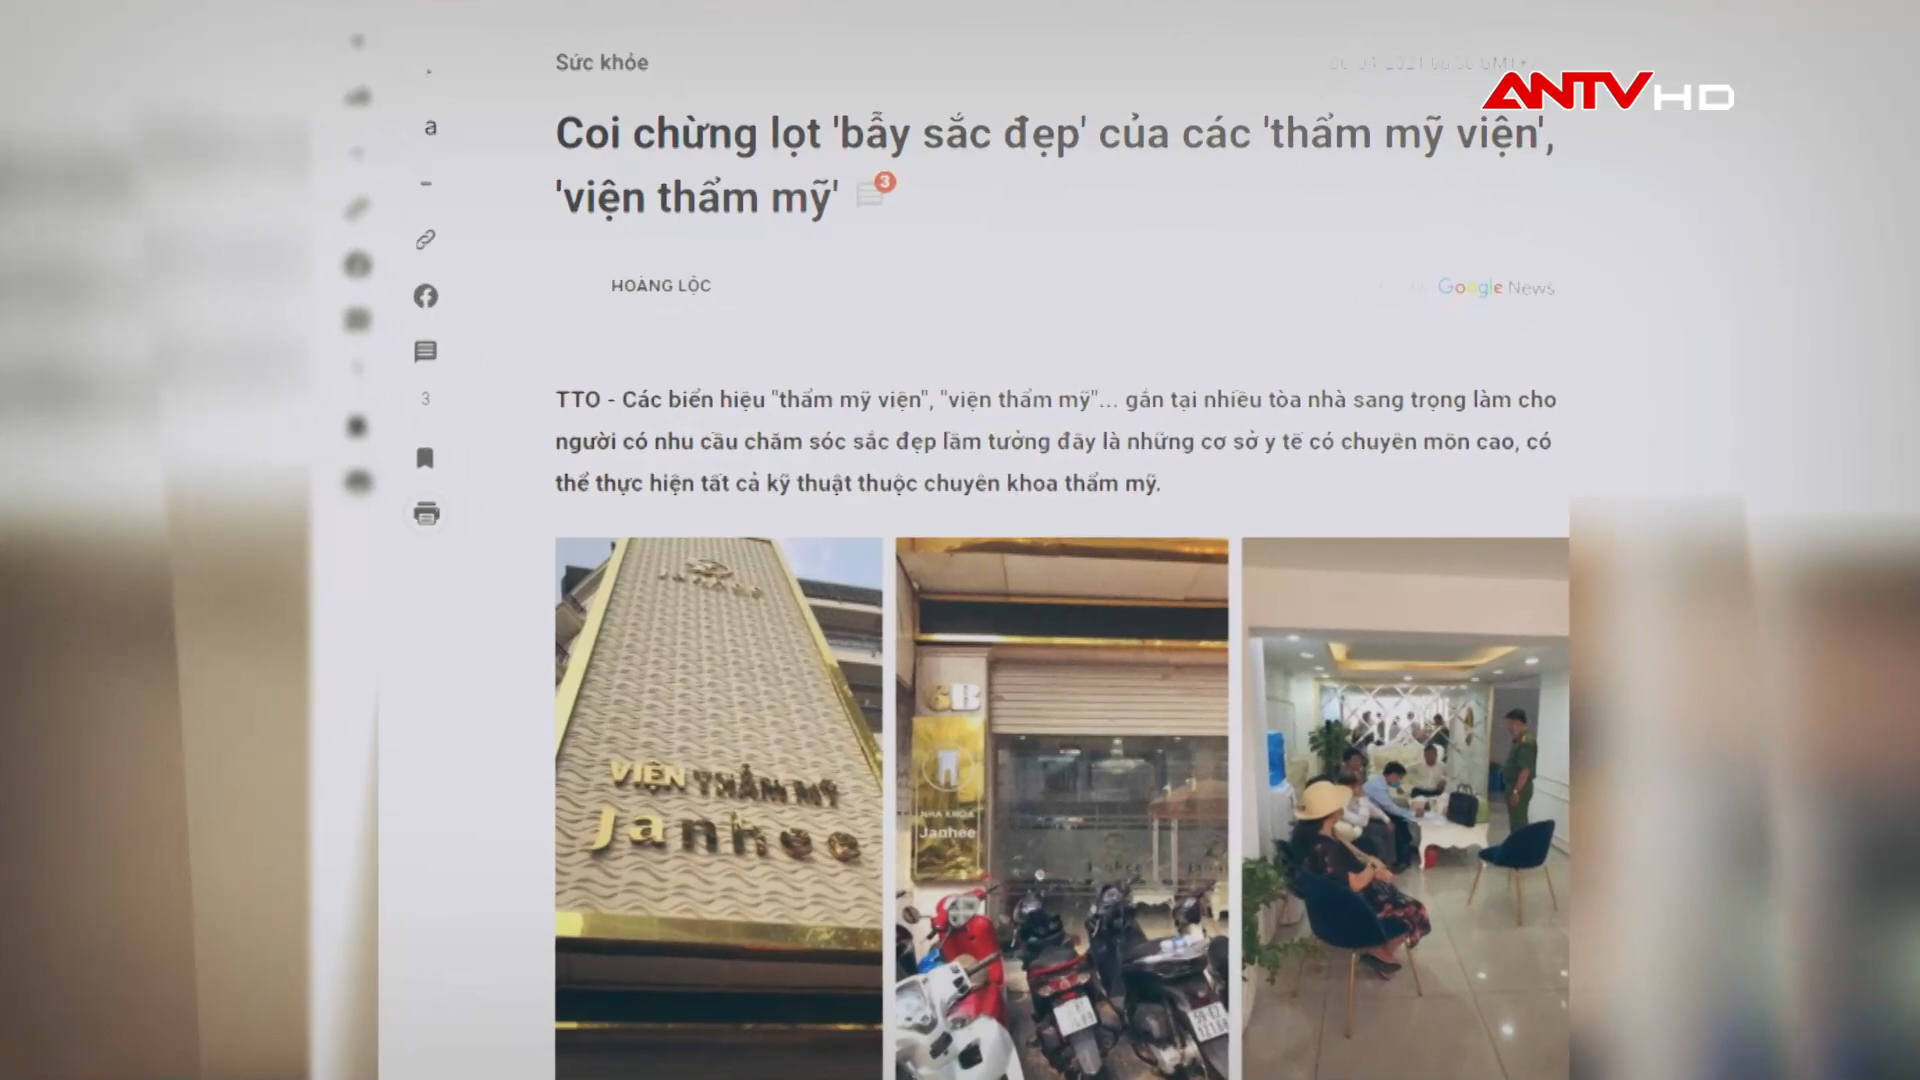 Sức khỏe
ANTV HD
Coi chừng lọt 'bẫy sắc đẹp' của các 'thẩm mỹ viện',
'viện thẩm mỹ' 3
a
HOÀNG LỘC
Google News
3
TTO - Các biển hiệu "thẩm mỹ viện", "viện thẩm mỹ"... gắn tại nhiều tòa nhà sang trọng làm cho
người có nhu cầu chăm sóc sắc đẹp lầm tưởng đây là những cơ sở y tế có chuyên môn cao, có
thể thực hiện tất cả kỹ thuật thuộc chuyên khoa thẩm mỹ.
VIỆN THẨM MỸ
Janhee
6B
NHA KHOA
Janhee